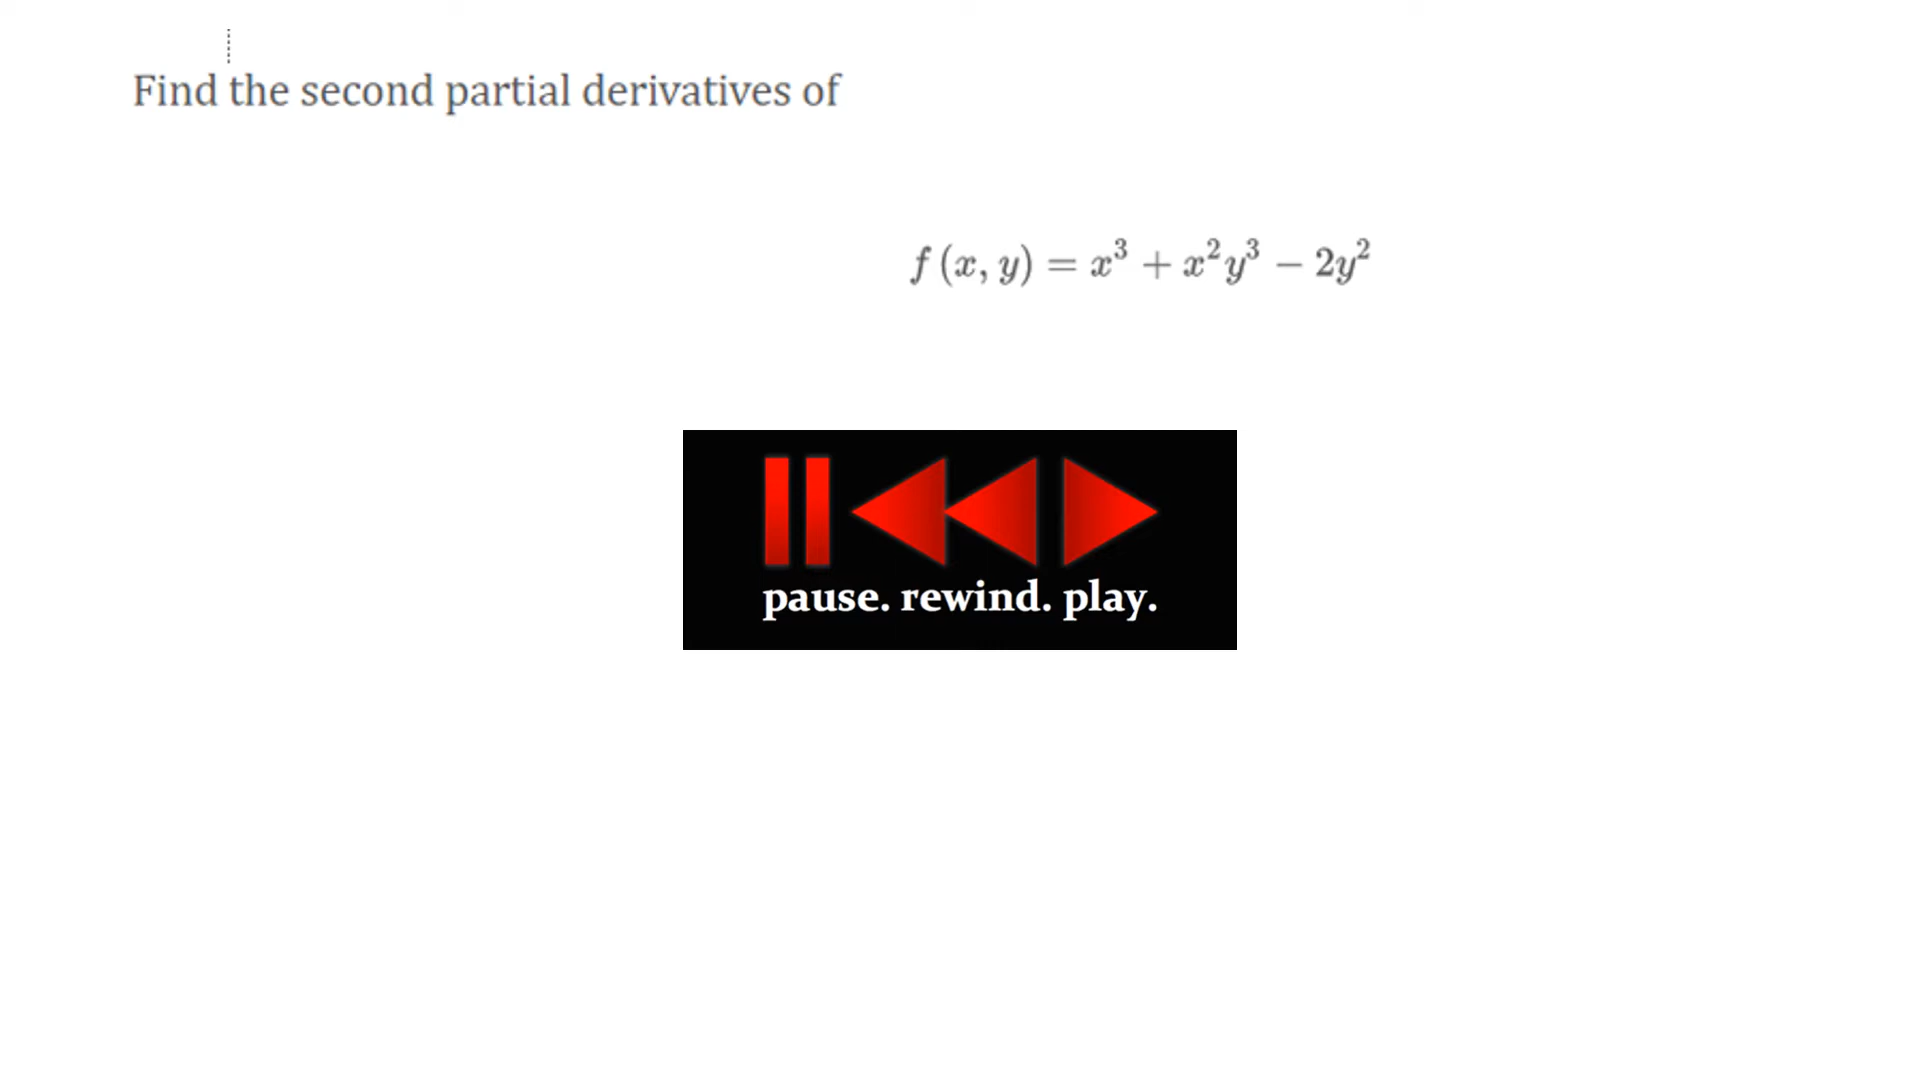 Find the second partial derivatives of
f (x, y) = x³ + x²y³ − 2y²
pause. rewind. play.